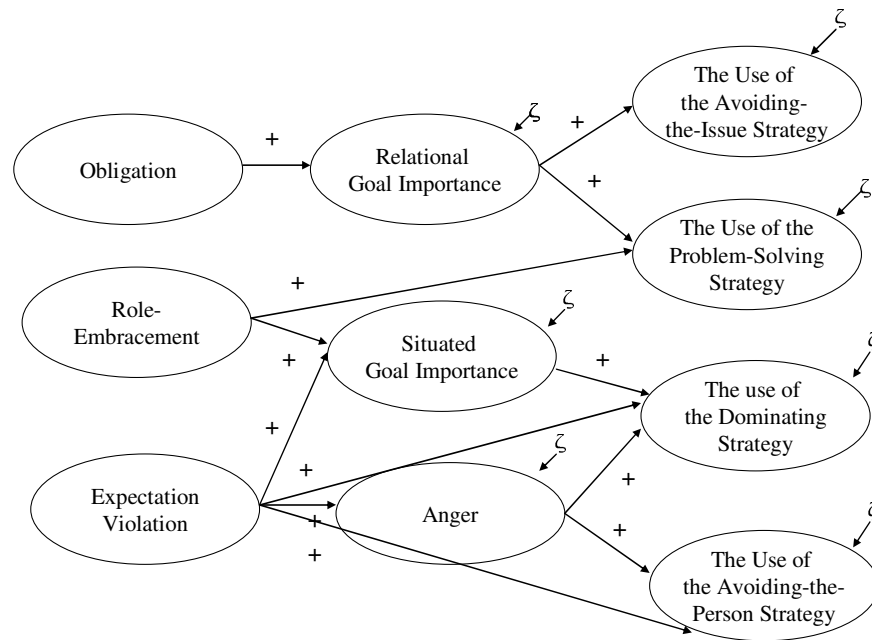 ζ
The Use of
the Avoiding-
the-Issue Strategy
+
+
ζ
Obligation
Relational
Goal Importance
+
ζ
The Use of the
Problem-Solving
Strategy
Role-
Embracement
+
+
ζ
Situated
Goal Importance
+
ζ
The use of
the Dominating
Strategy
+
+
ζ
+
Expectation
Violation
+
+
Anger
+
ζ
The Use of
the Avoiding-the-
Person Strategy